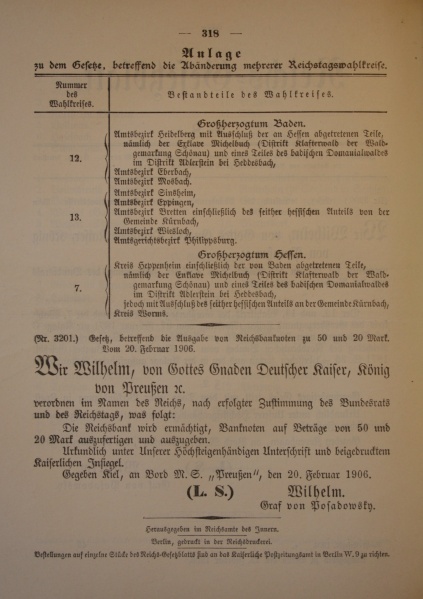 — 318 —
Anlage
zu dem Gesetze, betreffend die Abänderung mehrerer Reichstagswahlkreise.
Nummer
des
Wahlkreises.
Bestandteile des Wahlkreises.
Großherzogtum Baden.
12.
Amtsbezirk Heidelberg mit Ausschluß der an Hessen abgetretenen Teile,
nämlich der Exklave Michelbuch (Distrikt Klafterwald der Wald-
gemarkung Schönau) und eines Teiles des badischen Domanialwaldes
im Distrikt Adlerstein bei Heddesbach,
Amtsbezirk Eberbach,
Amtsbezirk Mosbach.
13.
Amtsbezirk Sinsheim,
Amtsbezirk Eppingen,
Amtsbezirk Bretten einschließlich des seither hessischen Anteils von der
Gemeinde Kürnbach,
Amtsbezirk Wiesloch,
Amtsgerichtsbezirk Philippsburg.
Großherzogtum Hessen.
7.
Kreis Heppenheim einschließlich der von Baden abgetretenen Teile,
nämlich der Exklave Michelbuch (Distrikt Klafterwald der Wald-
gemarkung Schönau) und eines Teiles des badischen Domanialwaldes
im Distrikt Adlerstein bei Heddesbach,
jedoch mit Ausschluß des seither hessischen Anteils an der Gemeinde Kürnbach,
Kreis Worms.
(Nr. 3201.) Gesetz, betreffend die Ausgabe von Reichsbanknoten zu 50 und 20 Mark.
Vom 20. Februar 1906.
Wir Wilhelm, von Gottes Gnaden Deutscher Kaiser, König
von Preußen ꝛc.
verordnen im Namen des Reichs, nach erfolgter Zustimmung des Bundesrats
und des Reichstags, was folgt:
Die Reichsbank wird ermächtigt, Banknoten auf Beträge von 50 und
20 Mark auszufertigen und auszugeben.
Urkundlich unter Unserer Höchsteigenhändigen Unterschrift und beigedrucktem
Kaiserlichen Insiegel.
Gegeben Kiel, an Bord M. S. „Preußen", den 20. Februar 1906.
(L. S.) Wilhelm.
Graf von Posadowsky.
Herausgegeben im Reichsamte des Innern.
Berlin, gedruckt in der Reichsdruckerei.
Bestellungen auf einzelne Stücke des Reichs-Gesetzblatts sind an das Kaiserliche Postzeitungsamt in Berlin W. 9 zu richten.